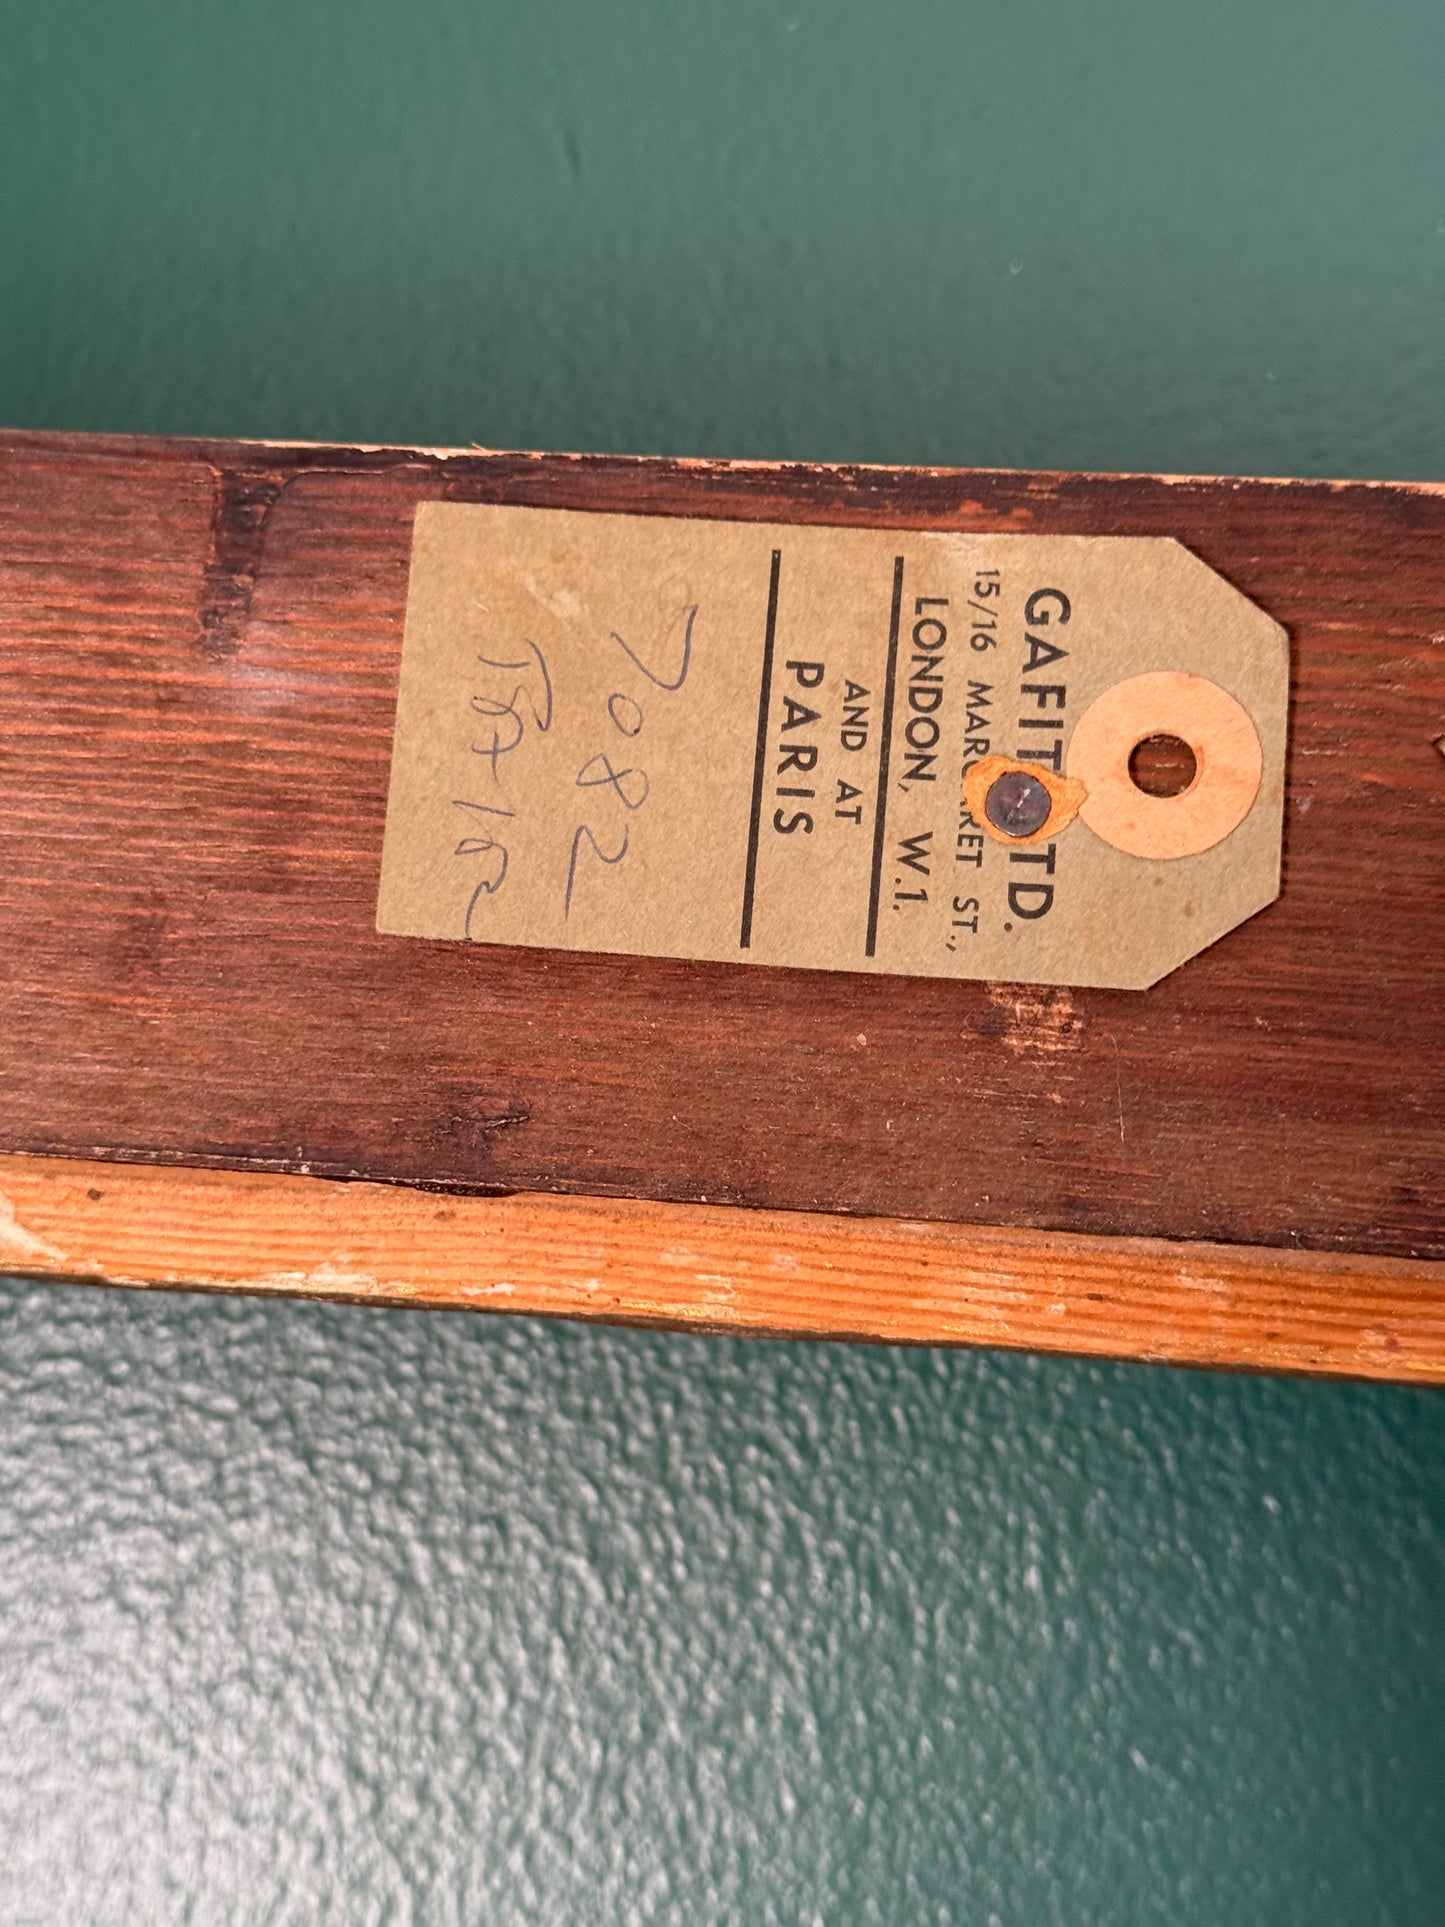 GAFIT LTD.
15/16 MARGARET ST.,
LONDON, W.1.
AND AT
PARIS
7082